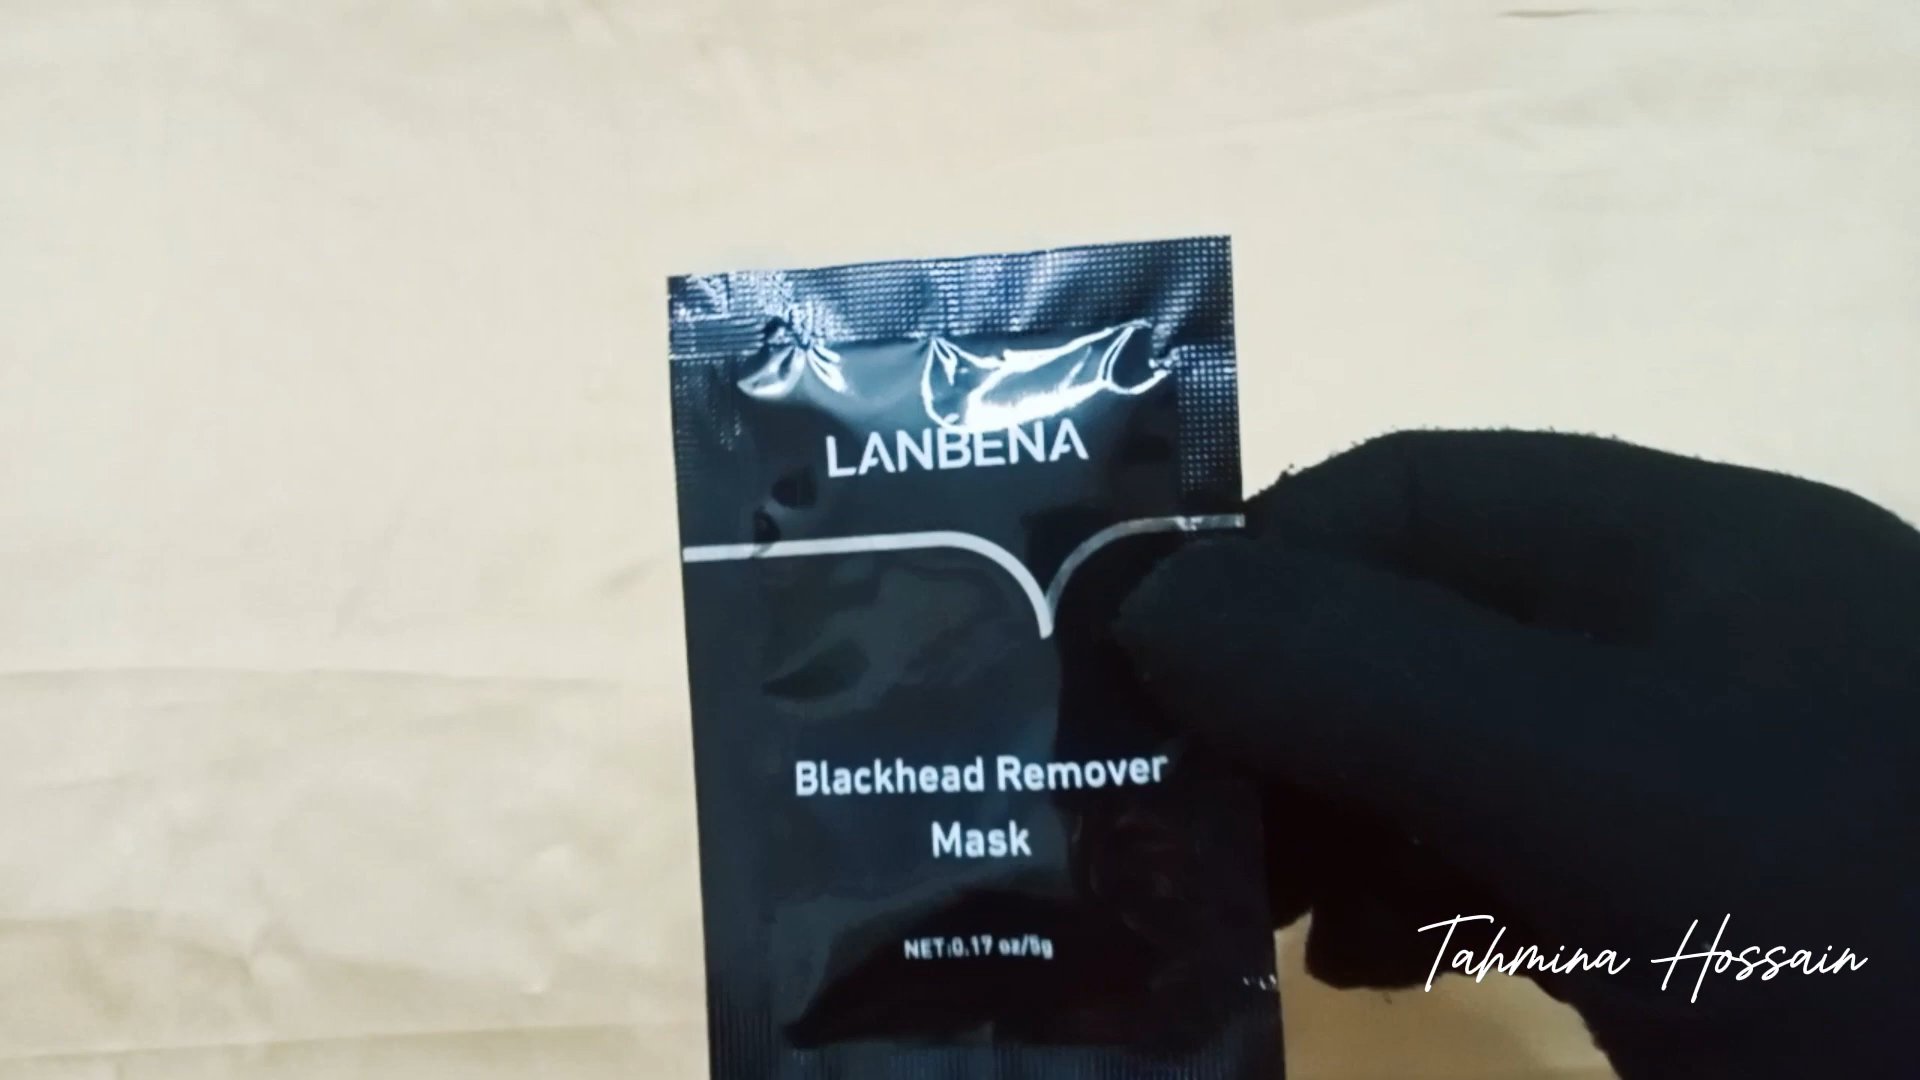 LANBENA
Blackhead Remover
Mask
NET:0.17 oz/5g
Tahmina Hossain